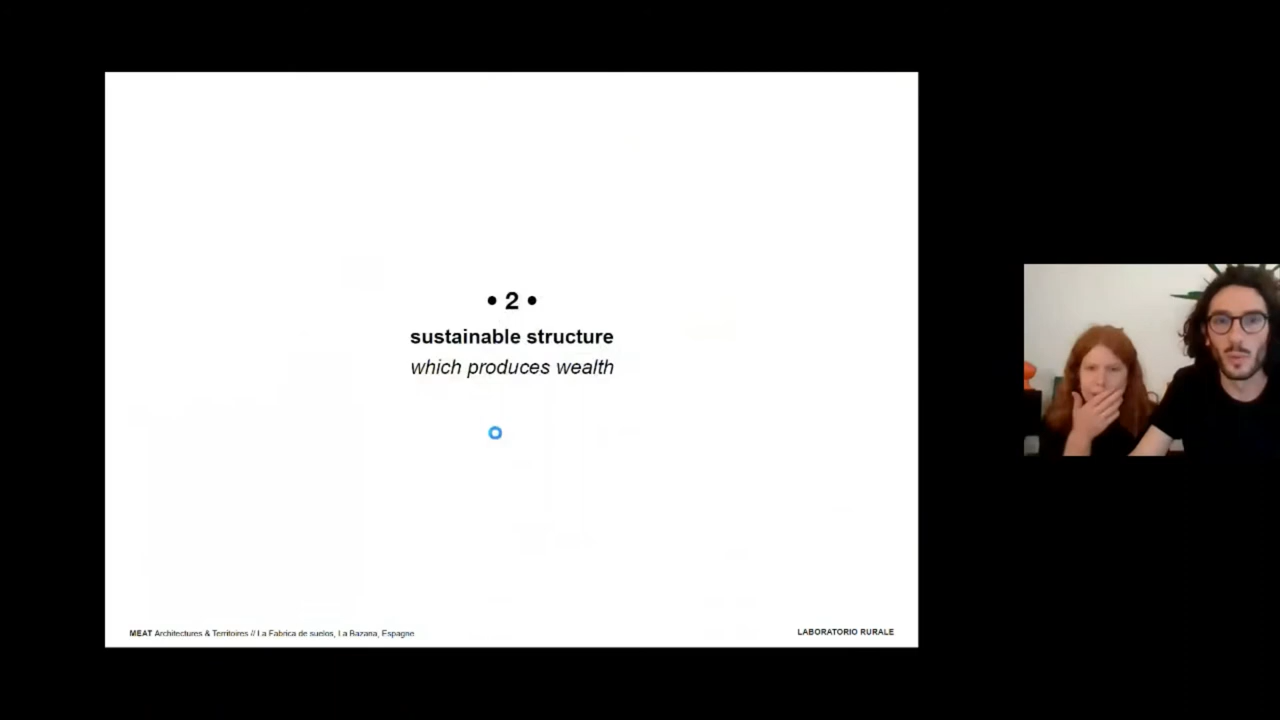 • 2 •
sustainable structure
which produces wealth
MEAT Architectures & Territoires // La Fabrica de suelos, La Bazana, Espagne
LABORATORIO RURALE